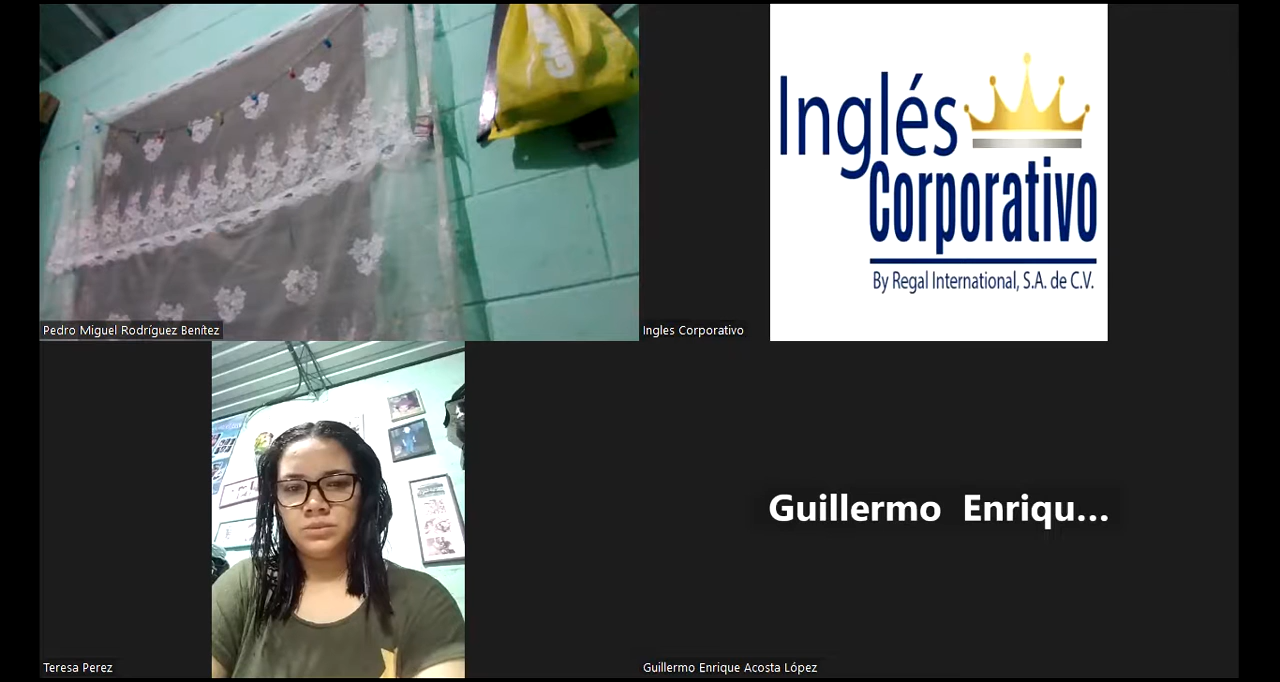 Pedro Miguel Rodríguez Benítez
Inglés
Corporativo
By Regal International, S.A. de C.V.
Ingles Corporativo
Teresa Perez
Guillermo Enriqu...
Guillermo Enrique Acosta López